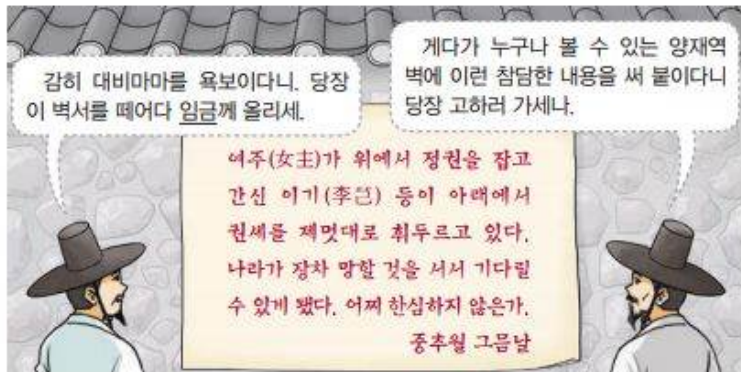 감히 대비마마를 욕보이다니. 당장
이 벽서를 떼어다 임금께 올리세.
게다가 누구나 볼 수 있는 양재역
벽에 이런 참담한 내용을 써 붙이다니
당장 고하러 가세나.
여주(女主)가 위에서 정권을 잡고
간신 이기(李芑) 등이 아래에서
권세를 제멋대로 휘두르고 있다.
나라가 장차 망할 것을 서서 기다릴
수 있게 됐다. 어찌 한심하지 않은가.
중추월 그믐날